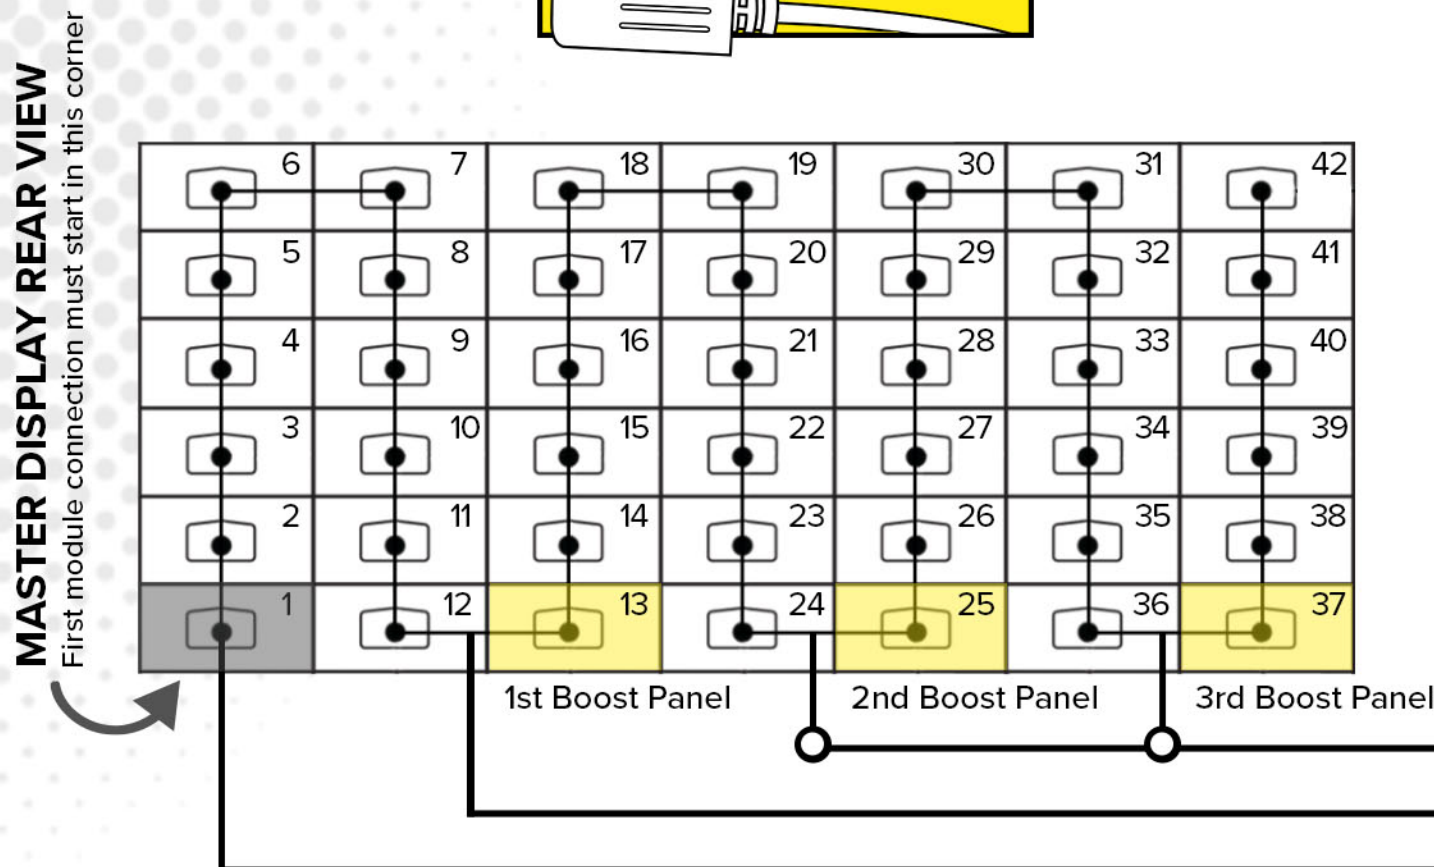 MASTER DISPLAY REAR VIEW
First module connection must start in this corner
6 7 18 19 30 31 42
5 8 17 20 29 32 41
4 9 16 21 28 33 40
3 10 15 22 27 34 39
2 11 14 23 26 35 38
1 12 13 24 25 36 37
1st Boost Panel 2nd Boost Panel 3rd Boost Panel